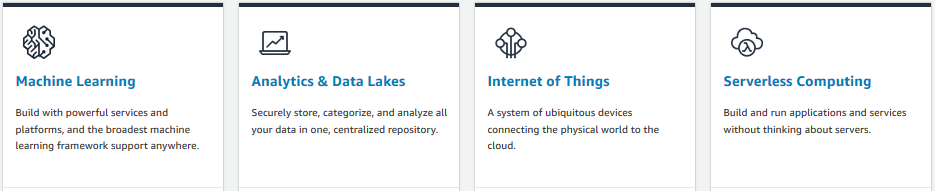 Machine Learning
Build with powerful services and
platforms, and the broadest machine
learning framework support anywhere.
Analytics & Data Lakes
Securely store, categorize, and analyze all
your data in one, centralized repository.
Internet of Things
A system of ubiquitous devices
connecting the physical world to the
cloud.
Serverless Computing
Build and run applications and services
without thinking about servers.